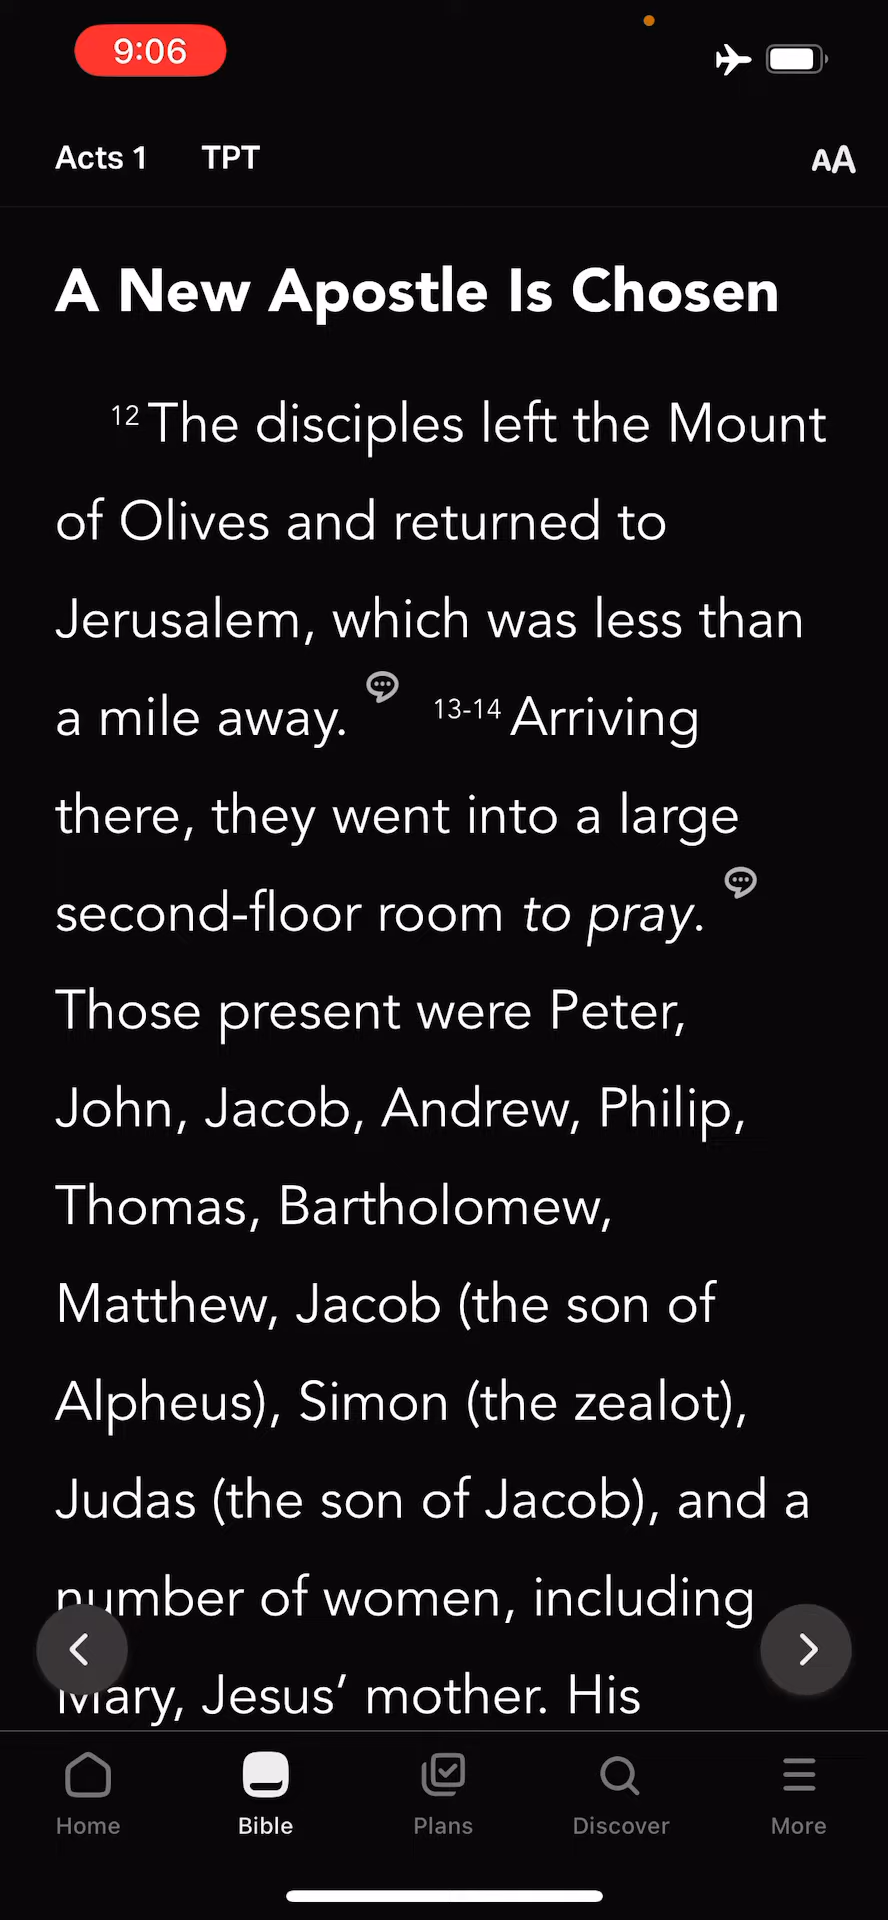 9:06
Acts 1 TPT AA
A New Apostle Is Chosen
12 The disciples left the Mount
of Olives and returned to
Jerusalem, which was less than
a mile away. 13-14 Arriving
there, they went into a large
second-floor room to pray.
Those present were Peter,
John, Jacob, Andrew, Philip,
Thomas, Bartholomew,
Matthew, Jacob (the son of
Alpheus), Simon (the zealot),
Judas (the son of Jacob), and a
number of women, including
Mary, Jesus’ mother. His
Home Bible Plans Discover More